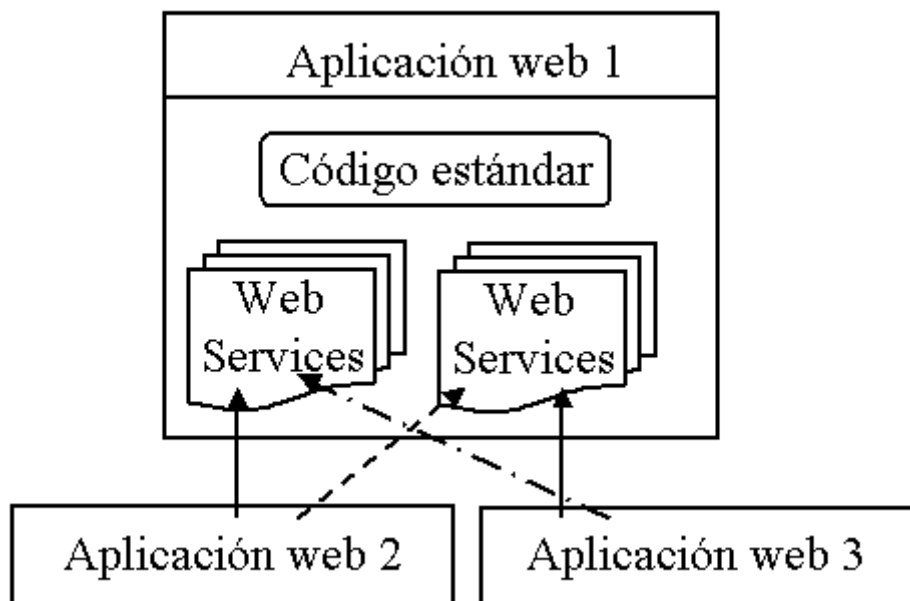 Aplicación web 1
Código estándar
Web
Services
Web
Services
Aplicación web 2
Aplicación web 3